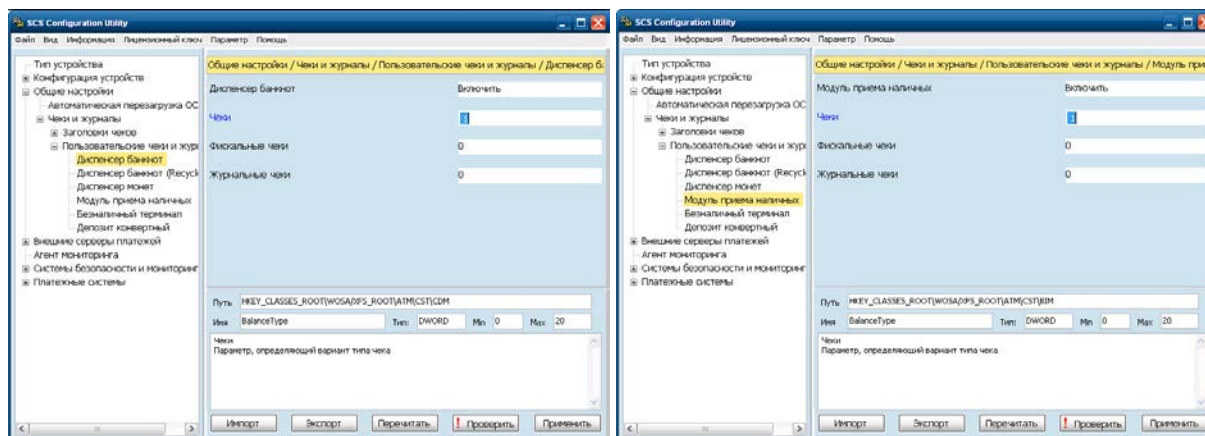 SCS Configuration Utility
Файл Вид Информация Лицензионный ключ Параметр Помощь
Тип устройства
Конфигурация устройств
Общие настройки
Автоматическая перезагрузка ОС
Чеки и журналы
Заголовки чеков
Пользовательские чеки и журн
Диспенсер банкнот
Диспенсер банкнот (Recycl
Диспенсер монет
Модуль приема наличных
Безналичный терминал
Депозит конвертный
Внешние серверы платежей
Агент мониторинга
Системы безопасности и мониторинг
Платежные системы
Общие настройки / Чеки и журналы / Пользовательские чеки и журналы / Диспенсер ба
Диспенсер банкнот Включить
Чеки 1
Фискальные чеки 0
Журнальные чеки 0
Путь HKEY_CLASSES_ROOT\WOSA/XFS_ROOT\ATM\CST\CDM
Имя BalanceType Тип: DWORD Min 0 Max 20
Чеки
Параметр, определяющий вариант типа чека
Импорт Экспорт Перечитать ! Проверить Применить
SCS Configuration Utility
Файл Вид Информация Лицензионный ключ Параметр Помощь
Тип устройства
Конфигурация устройств
Общие настройки
Автоматическая перезагрузка ОС
Чеки и журналы
Заголовки чеков
Пользовательские чеки и журн
Диспенсер банкнот
Диспенсер банкнот (Recycl
Диспенсер монет
Модуль приема наличных
Безналичный терминал
Депозит конвертный
Внешние серверы платежей
Агент мониторинга
Системы безопасности и мониторинг
Платежные системы
Общие настройки / Чеки и журналы / Пользовательские чеки и журналы / Модуль при
Модуль приема наличных Включить
Чеки 1
Фискальные чеки 0
Журнальные чеки 0
Путь HKEY_CLASSES_ROOT\WOSA/XFS_ROOT\ATM\CST\BIM
Имя BalanceType Тип: DWORD Min 0 Max 20
Чеки
Параметр, определяющий вариант типа чека
Импорт Экспорт Перечитать ! Проверить Применить